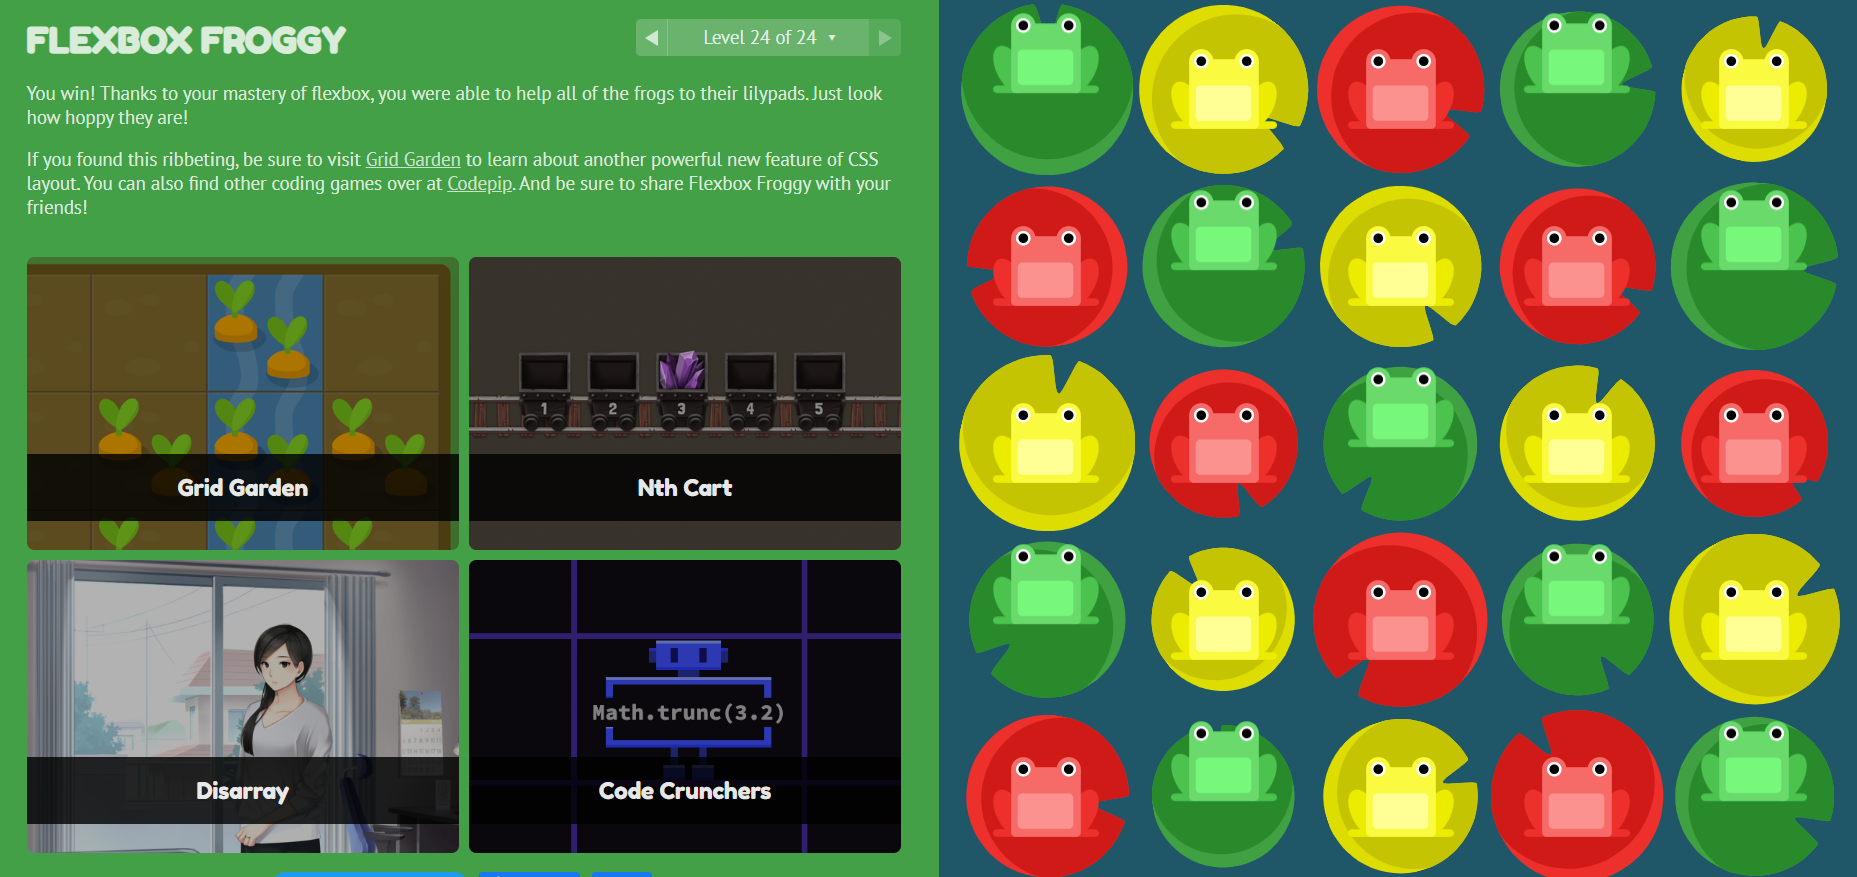 FLEXBOX FROGGY
Level 24 of 24
You win! Thanks to your mastery of flexbox, you were able to help all of the frogs to their lilypads. Just look
how hoppy they are!
If you found this ribbeting, be sure to visit Grid Garden to learn about another powerful new feature of CSS
layout. You can also find other coding games over at Codepip. And be sure to share Flexbox Froggy with your
friends!
1 2 3 4 5
Grid Garden
Nth Cart
Math.trunc(3.2)
Disarray
Code Crunchers